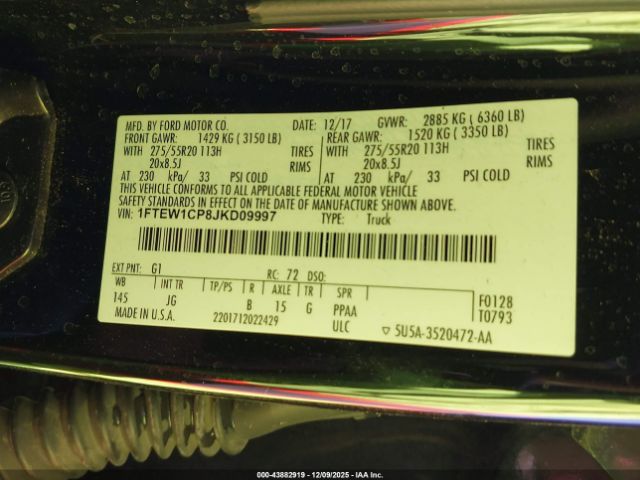 MFD. BY FORD MOTOR CO. DATE: 12/17 GVWR: 2885 KG ( 6360 LB)
FRONT GAWR: 1429 KG ( 3150 LB) REAR GAWR: 1520 KG ( 3350 LB)
WITH 275/55R20 113H TIRES WITH 275/55R20 113H TIRES
20x8.5J RIMS 20x8.5J RIMS
AT 230 kPa/ 33 PSI COLD AT 230 kPa/ 33 PSI COLD
THIS VEHICLE CONFORMS TO ALL APPLICABLE FEDERAL MOTOR VEHICLE
SAFETY STANDARDS IN EFFECT ON THE DATE OF MANUFACTURE SHOWN ABOVE.
VIN: 1FTEW1CP8JKD09997 TYPE: Truck
EXT PNT: G1 RC: 72 DSO:
WB INT TR TP/PS R AXLE TR SPR
145 JG B 15 G PPAA F0128
T0793
MADE IN U.S.A. 2201712022429 ULC ▽ 5U5A-3520472-AA
000-43882919 - 12/09/2025 - IAA Inc.